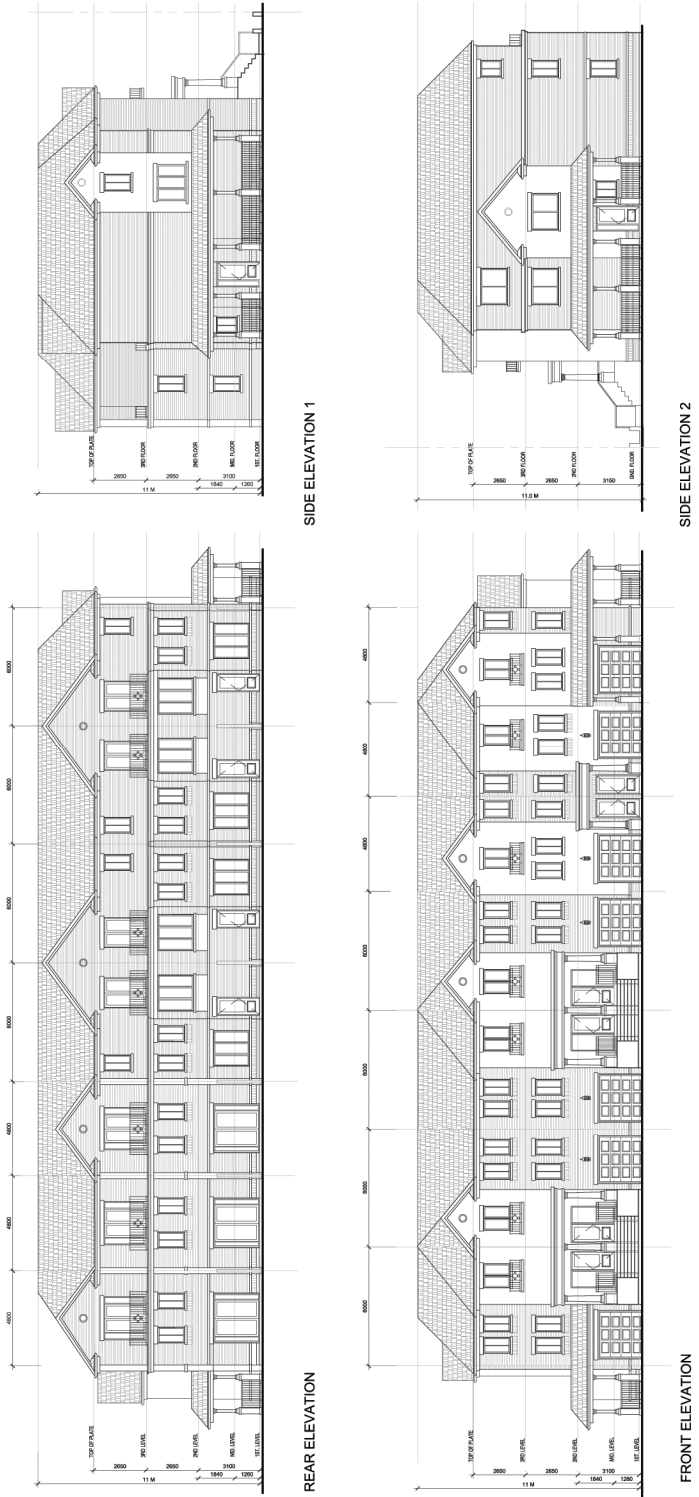 4800
4800
4800
6000
6000
6000
6000
TOP OF PLATE
3RD LEVEL
2ND LEVEL
MID. LEVEL
1ST. LEVEL
2650
2650
3100
1840
1260
11 M
REAR ELEVATION
TOP OF PLATE
3RD FLOOR
2ND FLOOR
MID. FLOOR
1ST. FLOOR
2650
2650
3100
1840
1260
11 M
SIDE ELEVATION 1
6000
6000
6000
6000
4800
4800
4800
TOP OF PLATE
3RD LEVEL
2ND LEVEL
MID. LEVEL
1ST. LEVEL
2650
2650
3100
1840
1260
11 M
FRONT ELEVATION
TOP OF PLATE
3RD FLOOR
2ND FLOOR
GND. FLOOR
2650
2650
3150
11.0 M
SIDE ELEVATION 2